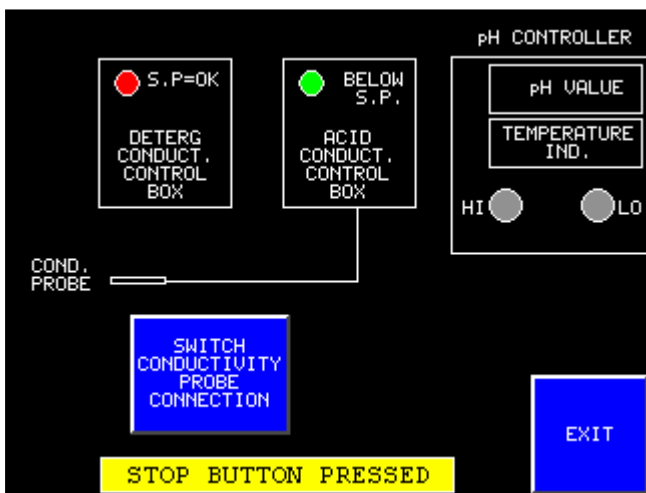 pH CONTROLLER
S.P=OK
DETERG
CONDUCT.
CONTROL
BOX
BELOW
S.P.
ACID
CONDUCT.
CONTROL
BOX
pH VALUE
TEMPERATURE
IND.
HI
LO
COND.
PROBE
SWITCH
CONDUCTIVITY
PROBE
CONNECTION
EXIT
STOP BUTTON PRESSED